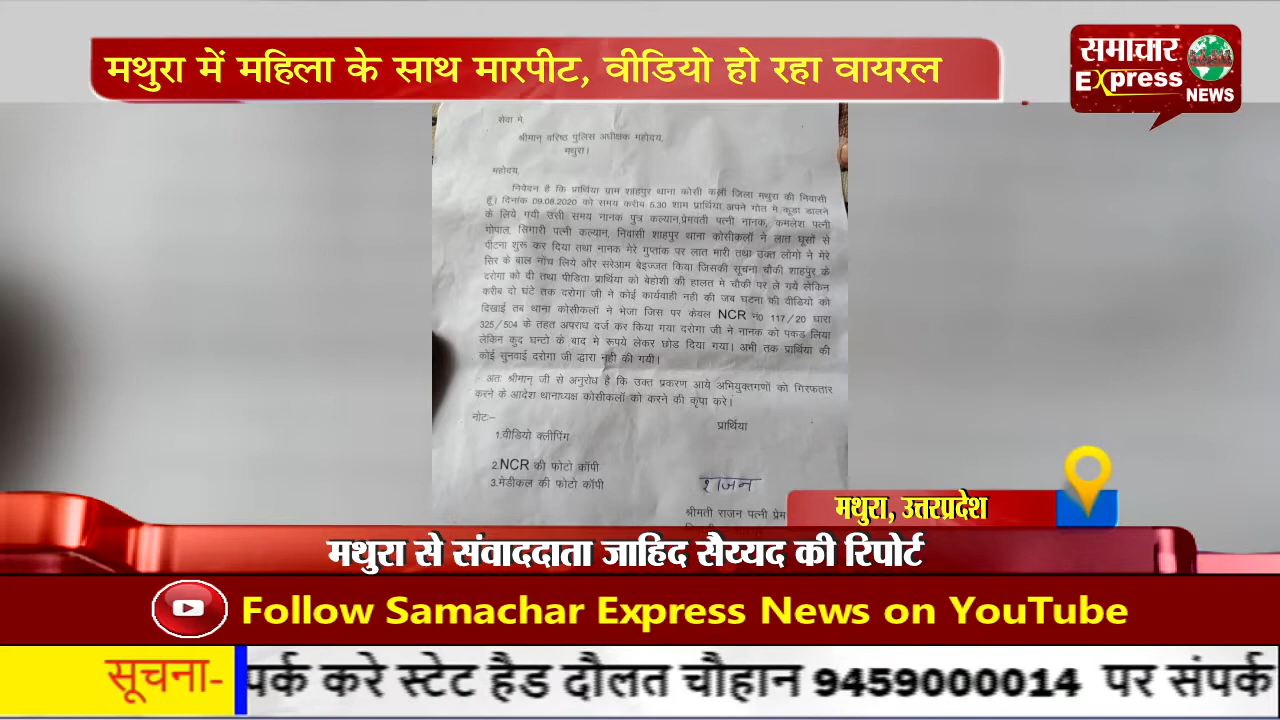 मथुरा में महिला के साथ मारपीट, वीडियो हो रहा वायरल
समाचार
Express
NEWS
सेवा मे,
श्रीमान् वरिष्ठ पुलिस अधीक्षक महोदय,
मथुरा।
महोदय,
निवेदन है कि प्रार्थिया ग्राम शाहपुर थाना कोसी कलॉ जिला मथुरा की निवासी
हूँ। दिनांक 09.08.2020 को समय करीब 5.30 शाम प्रार्थिया अपने गोत मे कूडा डालने
के लिये गयी उसी समय नानक पुत्र कल्यान,प्रेमवती पत्नी नानक, कमलेश पत्नी
गोपाल, सिगारी पत्नी कल्यान, निवासी शाहपुर थाना कोसीकलॉ ने लात घूसों से
पीटना शुरू कर दिया तथा नानक मेरे गुप्तांक पर लात मारी तथा उक्त लोगो ने मेरे
सिर के बाल नोंच लिये और सरेआम बेइज्जत किया जिसकी सूचना चौकी शाहपुर के
दरोगा को दी तथा पीडिता प्रार्थिया को बेहोशी की हालत मे चौकी पर ले गये लेकिन
करीब दो घंटे तक दरोगा जी ने कोई कार्यवाही नही की जब घटना की वीडियो को
दिखाई तब थाना कोसीकलॉ ने भेजा जिस पर केवल NCR नं0 117/20 धारा
325/504 के तहत अपराध दर्ज कर किया गया दरोगा जी ने नानक को पकड लिया
लेकिन कुद घन्टो के बाद मे रूपये लेकर छोड दिया गया। अभी तक प्रार्थिया की
कोई सुनवाई दरोगा जी द्वारा नही की गयी।
अतः श्रीमान् जी से अनुरोध है कि उक्त प्रकरण आये अभियुक्तगणों को गिरफतार
करने के आदेश थानाध्यक्ष कोसीकलॉ को करने की कृपा करे।
नोटः–
प्रार्थिया
1.वीडियो क्लीपिंग
2.NCR की फोटो कॉपी
3.मेडीकल की फोटो कॉपी
राजन
श्रीमती राजन पत्नी प्रेम
मथुरा, उत्तरप्रदेश
मथुरा से संवाददाता जाहिद सैय्यद की रिपोर्ट
Follow Samachar Express News on YouTube
सूचना- पर्क करे स्टेट हैड दौलत चौहान 9459000014 पर संपर्क